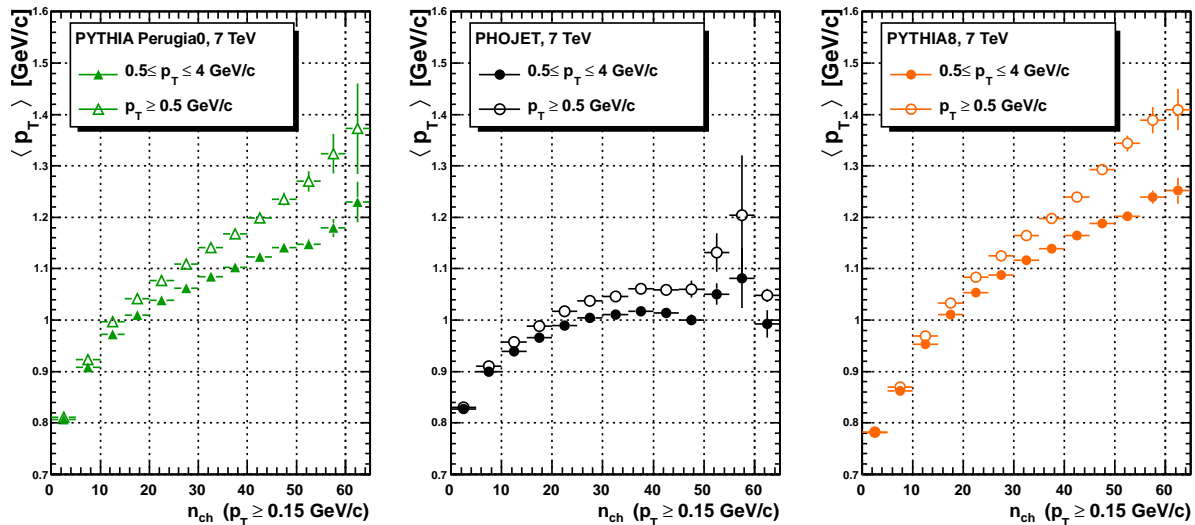 ⟨ p_T ⟩ [GeV/c]
1.6
1.5
1.4
1.3
1.2
1.1
1
0.9
0.8
0.7
PYTHIA Perugia0, 7 TeV
0.5≤ p_T ≤ 4 GeV/c
p_T ≥ 0.5 GeV/c
0 10 20 30 40 50 60
n_ch (p_T ≥ 0.15 GeV/c)
⟨ p_T ⟩ [GeV/c]
1.6
1.5
1.4
1.3
1.2
1.1
1
0.9
0.8
0.7
PHOJET, 7 TeV
0.5≤ p_T ≤ 4 GeV/c
p_T ≥ 0.5 GeV/c
0 10 20 30 40 50 60
n_ch (p_T ≥ 0.15 GeV/c)
⟨ p_T ⟩ [GeV/c]
1.6
1.5
1.4
1.3
1.2
1.1
1
0.9
0.8
0.7
PYTHIA8, 7 TeV
0.5≤ p_T ≤ 4 GeV/c
p_T ≥ 0.5 GeV/c
0 10 20 30 40 50 60
n_ch (p_T ≥ 0.15 GeV/c)